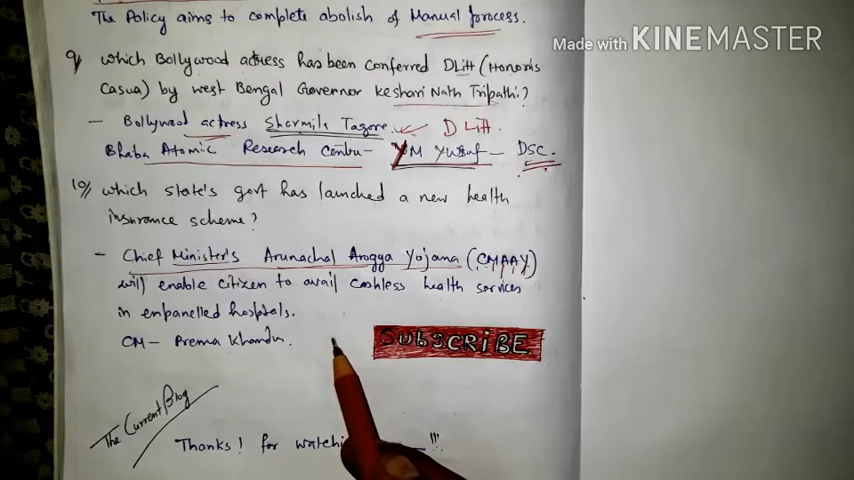 The Policy aims to complete abolish of Manual process.
Made with KINEMASTER
9) which Bollywood actress has been conferred DLitt (Honoris
Casua) by west Bengal Governor Keshari Nath Tripathi?
- Bollywood actress Sharmila Tagore DLitt.
Bhaba Atomic Research Centre - YM Yusuf - DSC.
10) which state's govt has launched a new health
insurance scheme?
- Chief Minister's Arunachal Arogya Yojana (CMAAY)
will enable citizen to avail cashless health services
in empanelled hospitals.
CM - Prema Khandu.
SUBSCRIBE
The Current Blog
Thanks! for watchi !!!